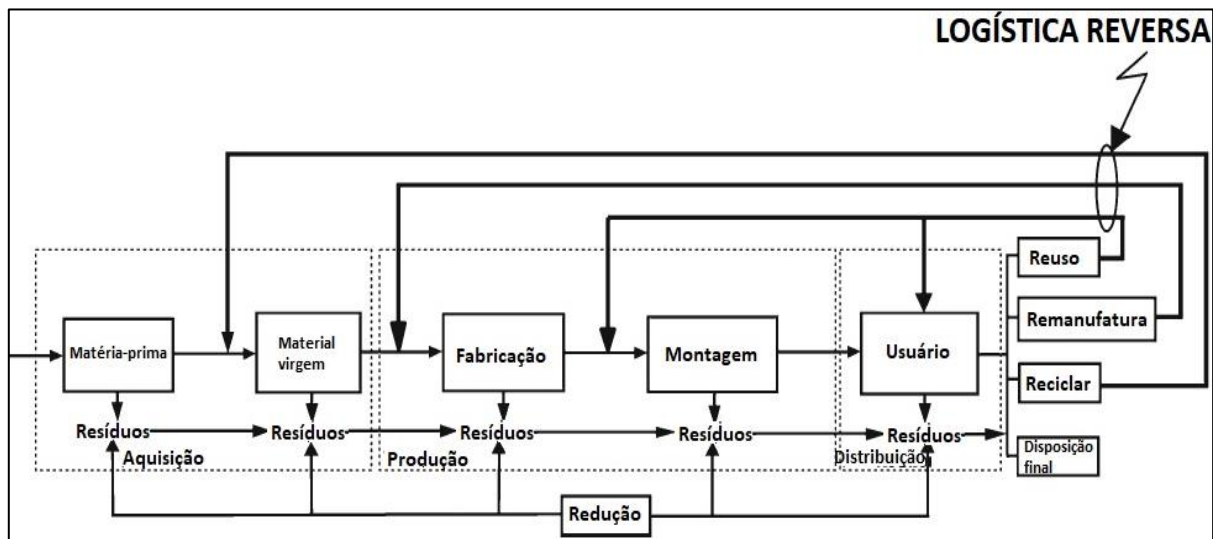 LOGÍSTICA REVERSA
Reuso
Remanufatura
Matéria-prima
Material
virgem
Fabricação
Montagem
Usuário
Reciclar
Resíduos
Resíduos
Resíduos
Resíduos
Resíduos
Aquisição
Produção
Distribuição
Disposição
final
Redução